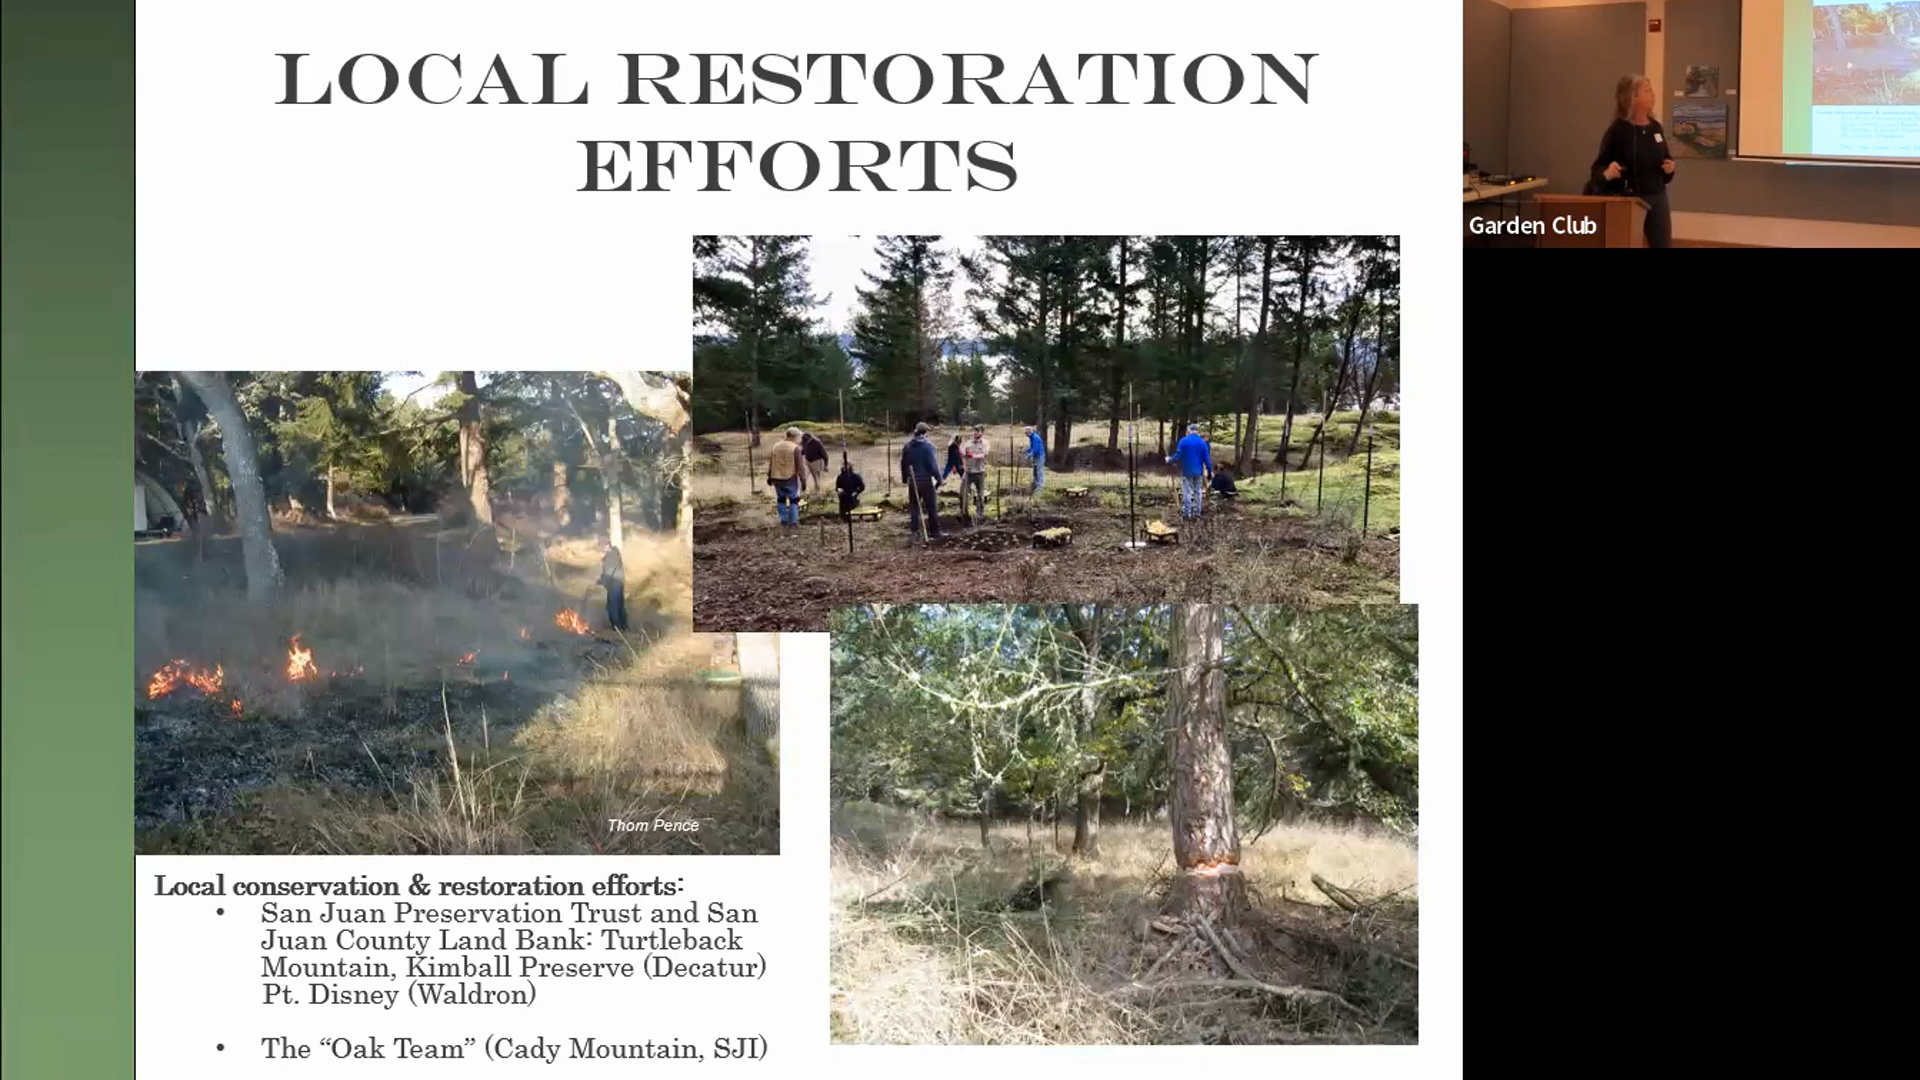 LOCAL RESTORATION
EFFORTS
Garden Club
Thom Pence
Local conservation & restoration efforts:
• San Juan Preservation Trust and San
Juan County Land Bank: Turtleback
Mountain, Kimball Preserve (Decatur)
Pt. Disney (Waldron)
• The “Oak Team” (Cady Mountain, SJI)